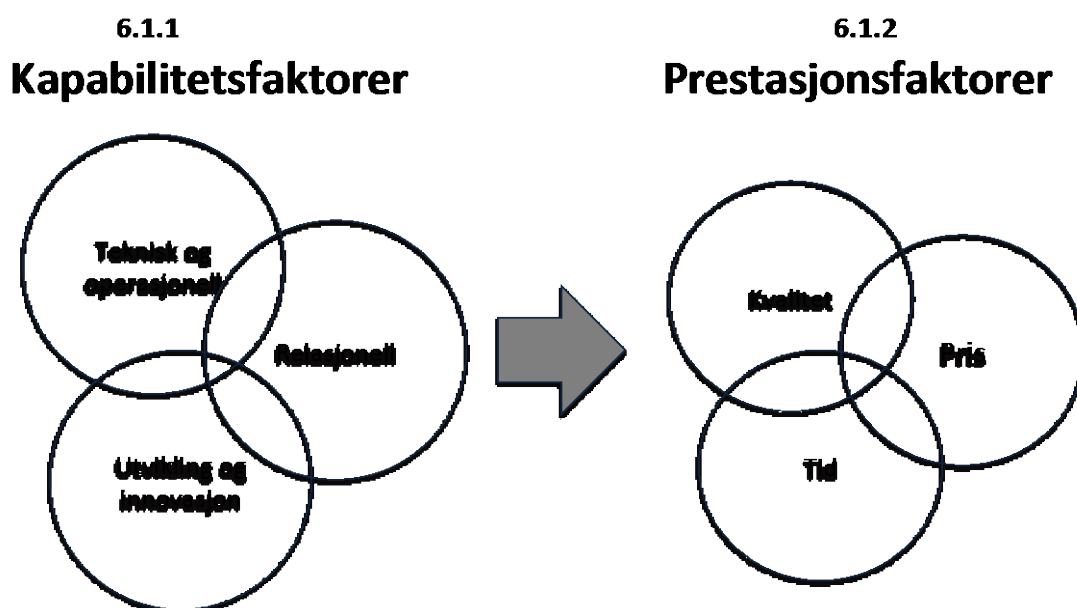 6.1.1
Kapabilitetsfaktorer
Teknisk og
operasjonell
Relasjonell
Utvikling og
innovasjon
6.1.2
Prestasjonsfaktorer
Kvalitet
Pris
Tid